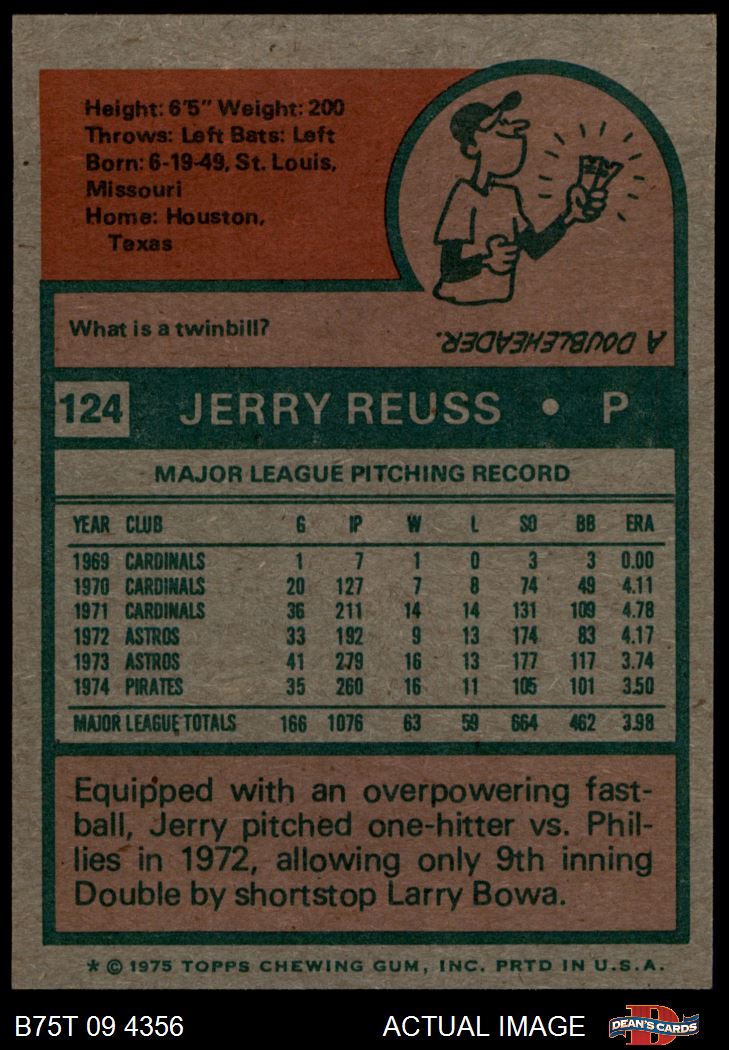 Height: 6'5" Weight: 200
Throws: Left Bats: Left
Born: 6-19-49, St. Louis,
Missouri
Home: Houston,
Texas
What is a twinbill?
A DOUBLEHEADER.
124 JERRY REUSS • P
MAJOR LEAGUE PITCHING RECORD
YEAR CLUB G IP W L SO BB ERA
1969 CARDINALS 1 7 1 0 3 3 0.00
1970 CARDINALS 20 127 7 8 74 49 4.11
1971 CARDINALS 36 211 14 14 131 109 4.78
1972 ASTROS 33 192 9 13 174 83 4.17
1973 ASTROS 41 279 16 13 177 117 3.74
1974 PIRATES 35 260 16 11 105 101 3.50
MAJOR LEAGUE TOTALS 166 1076 63 59 664 462 3.98
Equipped with an overpowering fast-
ball, Jerry pitched one-hitter vs. Phil-
lies in 1972, allowing only 9th inning
Double by shortstop Larry Bowa.
* © 1975 TOPPS CHEWING GUM, INC. PRTD IN U.S.A.
B75T 09 4356 ACTUAL IMAGE D DEAN'S CARDS